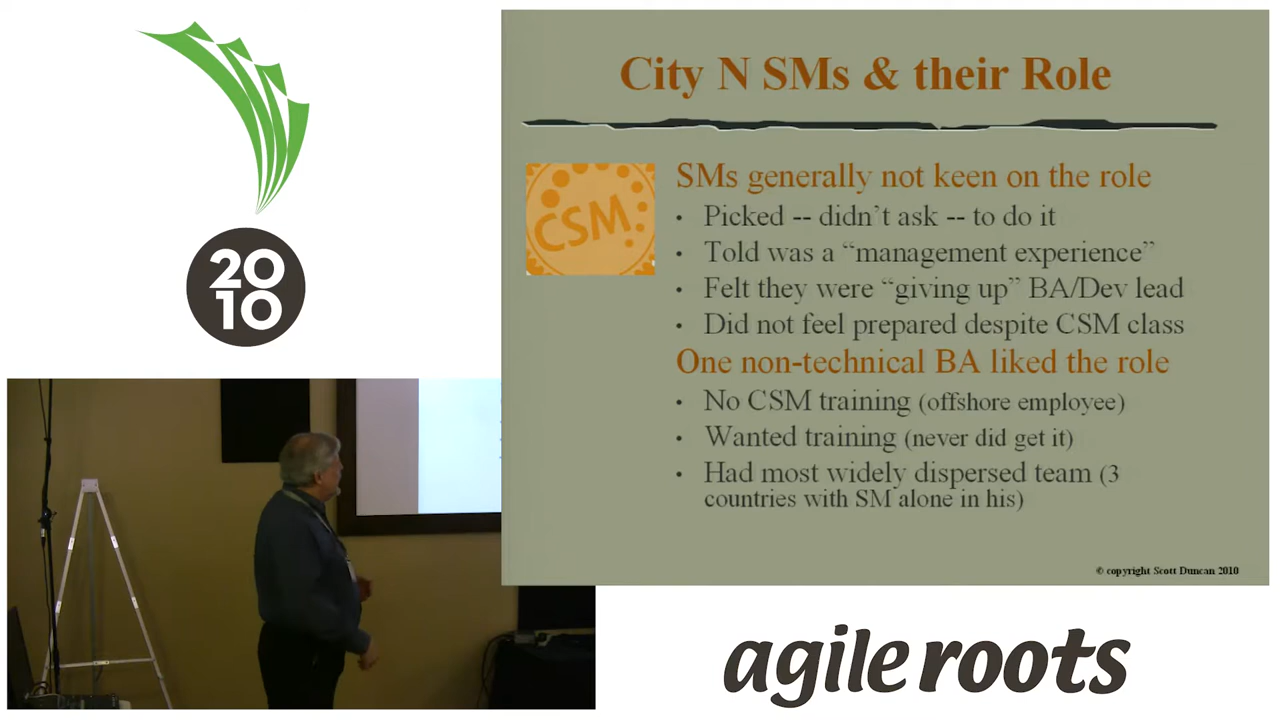 20
10
City N SMs & their Role
CSM
SMs generally not keen on the role
• Picked -- didn't ask -- to do it
• Told was a “management experience”
• Felt they were “giving up” BA/Dev lead
• Did not feel prepared despite CSM class
One non-technical BA liked the role
• No CSM training (offshore employee)
• Wanted training (never did get it)
• Had most widely dispersed team (3
countries with SM alone in his)
© copyright Scott Duncan 2010
agile roots